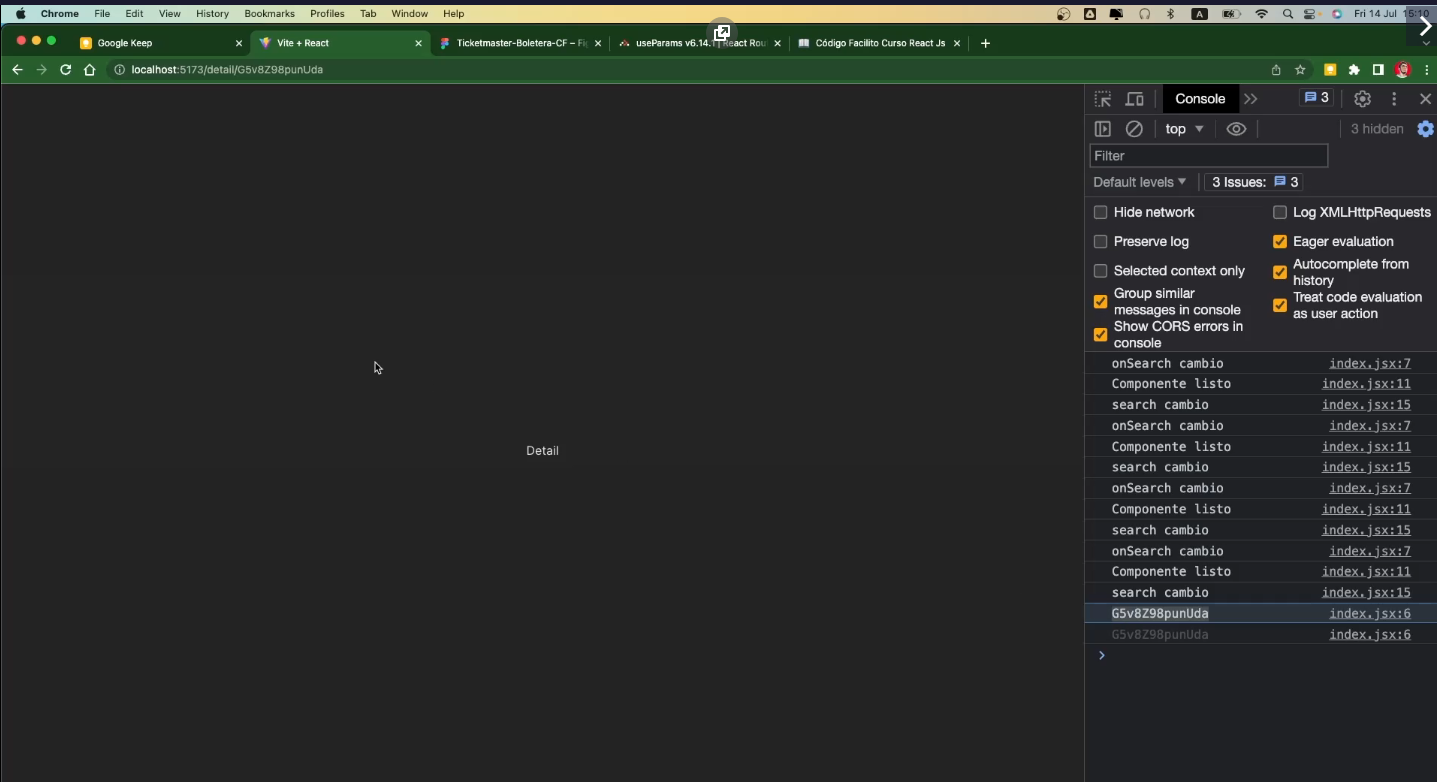 Chrome File Edit View History Bookmarks Profiles Tab Window Help A Fri 14 Jul 15:10
Google Keep Vite + React Ticketmaster-Boletera-CF – Fi useParams v6.14.1 | React Rou Código Facilito Curso React Js
localhost:5173/detail/G5v8Z98punUda
Console 3
top 3 hidden
Filter
Default levels 3 Issues: 3
Hide network Log XMLHttpRequests
Preserve log Eager evaluation
Selected context only Autocomplete from
history
Group similar
messages in console
Treat code evaluation
as user action
Show CORS errors in
console
onSearch cambio index.jsx:7
Componente listo index.jsx:11
search cambio index.jsx:15
onSearch cambio index.jsx:7
Componente listo index.jsx:11
search cambio index.jsx:15
onSearch cambio index.jsx:7
Componente listo index.jsx:11
search cambio index.jsx:15
onSearch cambio index.jsx:7
Componente listo index.jsx:11
search cambio index.jsx:15
G5v8Z98punUda index.jsx:6
G5v8Z98punUda index.jsx:6
Detail